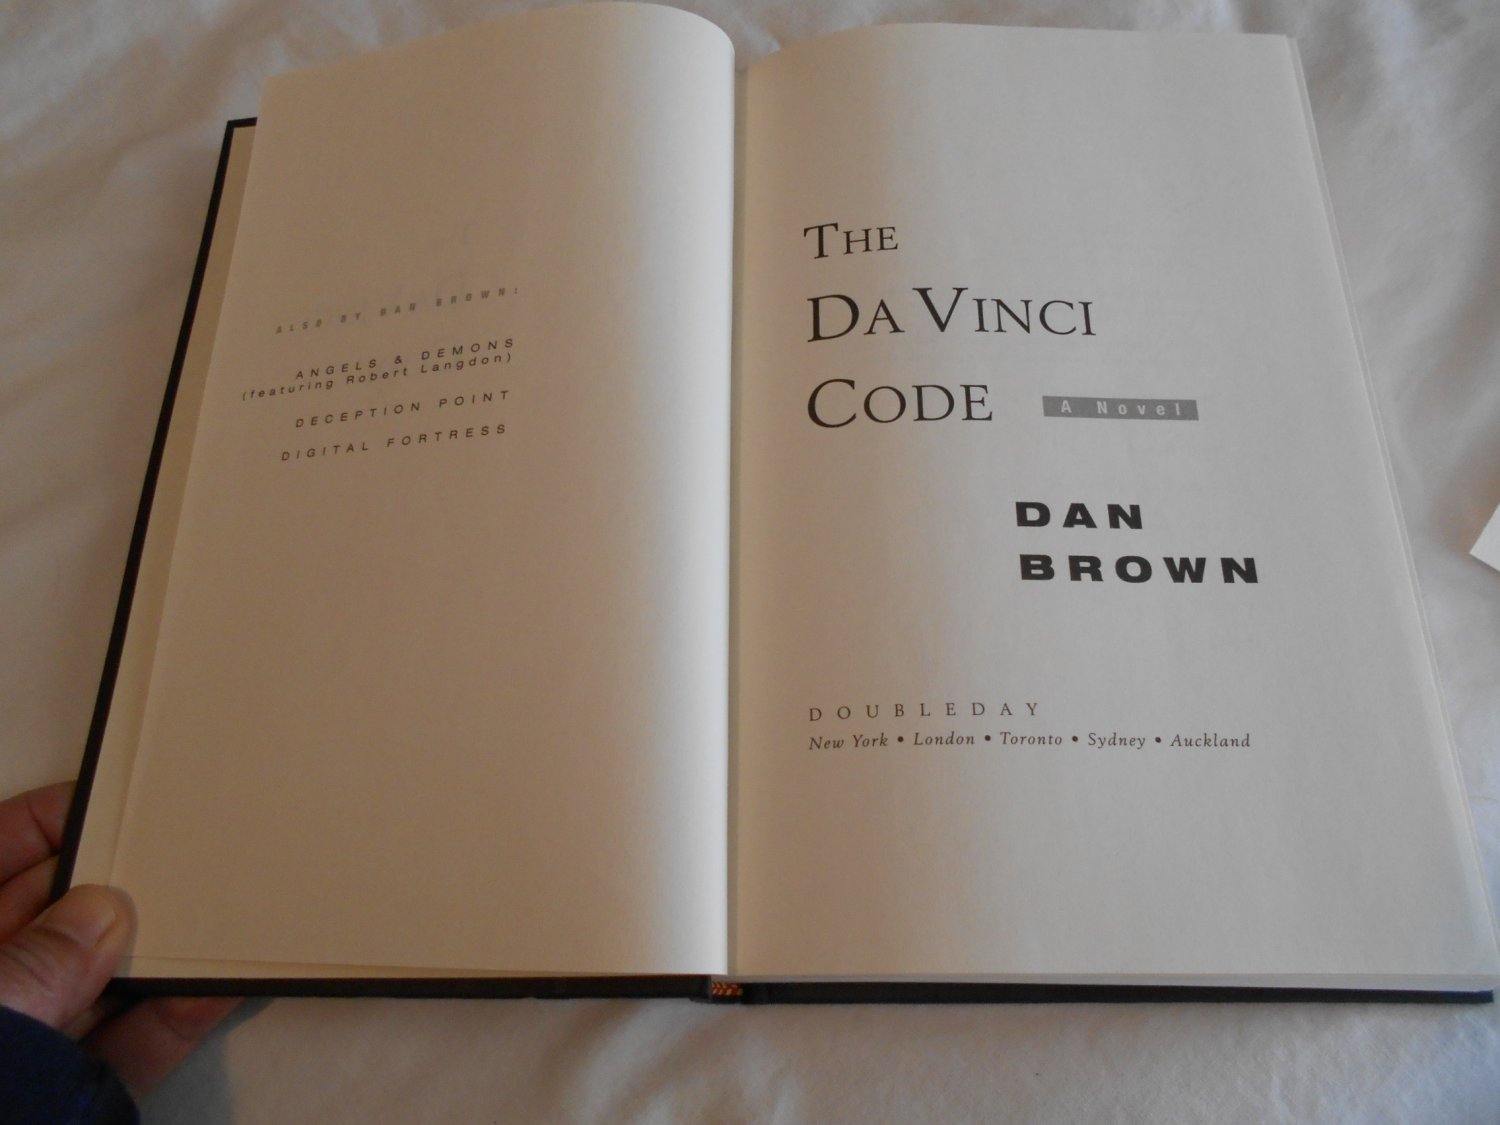 ALSO BY DAN BROWN:
ANGELS & DEMONS
(featuring Robert Langdon)
DECEPTION POINT
DIGITAL FORTRESS
THE
DA VINCI
CODE A Novel
DAN
BROWN
DOUBLEDAY
New York • London • Toronto • Sydney • Auckland